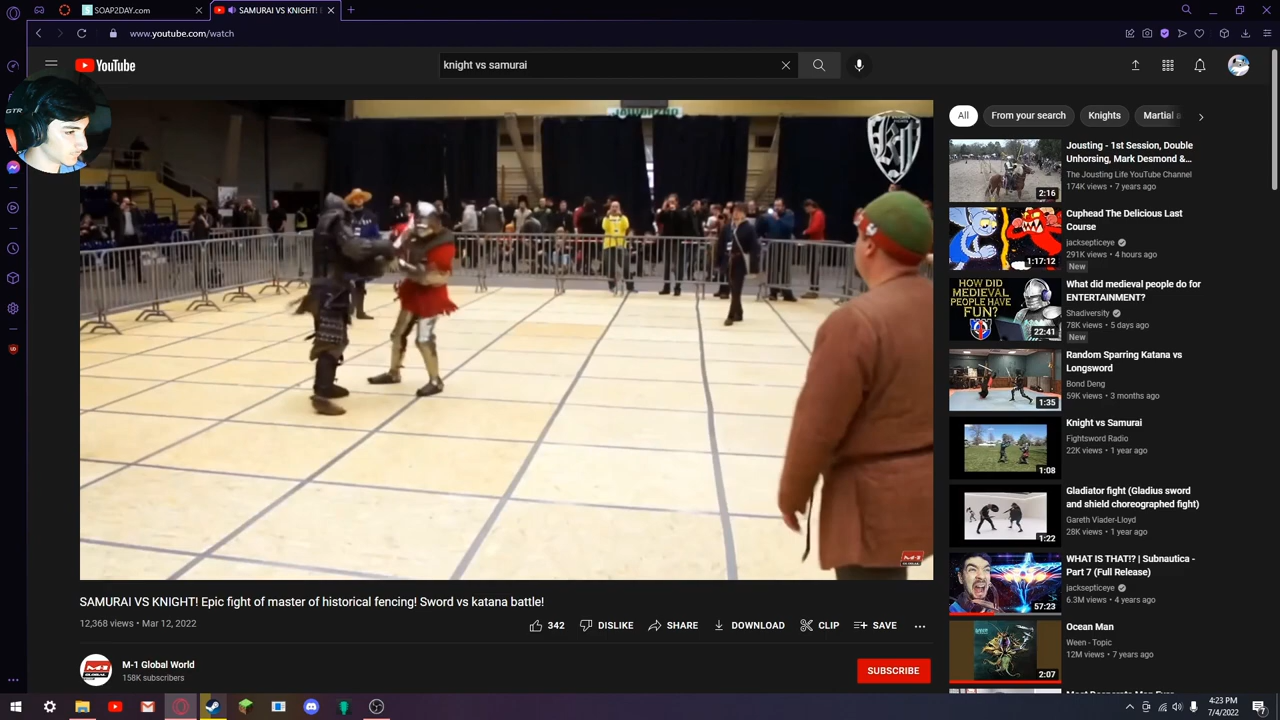 SOAP2DAY.com
SAMURAI VS KNIGHT!
www.youtube.com/watch
YouTube
knight vs samurai
GTR
All
From your search
Knights
Martial
Jousting - 1st Session, Double
Unhorsing, Mark Desmond &...
The Jousting Life YouTube Channel
174K views • 7 years ago
2:16
Cuphead The Delicious Last
Course
jacksepticeye
291K views • 4 hours ago
New
1:17:12
HOW DID
MEDIEVAL
PEOPLE HAVE
FUN?
22:41
What did medieval people do for
ENTERTAINMENT?
Shadiversity
78K views • 5 days ago
New
Random Sparring Katana vs
Longsword
Bond Deng
59K views • 3 months ago
1:35
Knight vs Samurai
Fightsword Radio
22K views • 1 year ago
1:08
Gladiator fight (Gladius sword
and shield choreographed fight)
Gareth Viader-Lloyd
28K views • 1 year ago
1:22
WHAT IS THAT!? | Subnautica -
Part 7 (Full Release)
jacksepticeye
6.3M views • 4 years ago
57:23
Ocean Man
Ween - Topic
12M views • 7 years ago
2:07
SAMURAI VS KNIGHT! Epic fight of master of historical fencing! Sword vs katana battle!
12,368 views • Mar 12, 2022
342
DISLIKE
SHARE
DOWNLOAD
CLIP
SAVE
M-1 Global World
158K subscribers
SUBSCRIBE
4:23 PM
7/4/2022